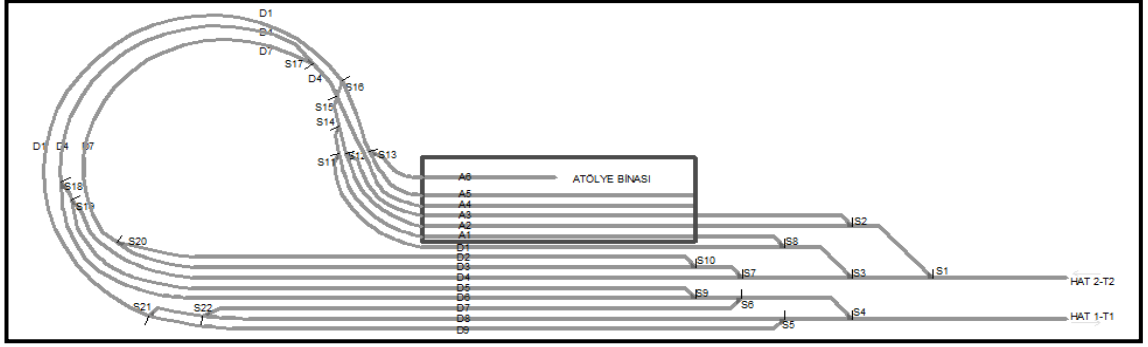 D1
D4
D7
S17
D4
S16
S15
S14
S11
S12
S13
D1
D4
D7
S18
S19
S20
S21
S22
A6
ATÖLYE BİNASI
A5
A4
A3
A2
A1
D1
D2
D3
D4
D5
D6
D7
D8
D9
S2
S8
S10
S7
S3
S1
S9
S6
S5
S4
HAT 2-T2
HAT 1-T1